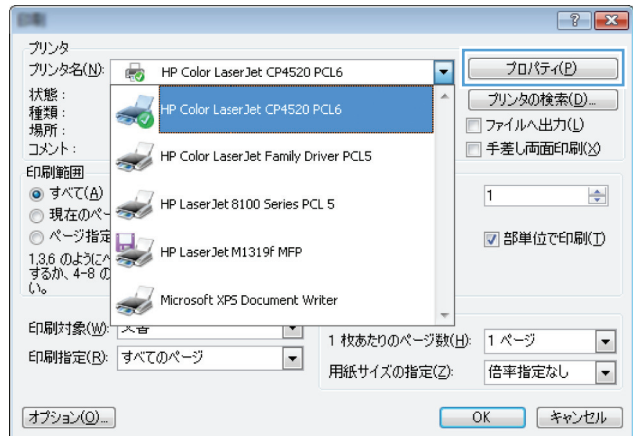 プリンタ
プリンタ名(N): HP Color LaserJet CP4520 PCL6 プロパティ(P)
状態 :
種類 :
場所 :
コメント :
HP Color LaserJet CP4520 PCL6
HP Color LaserJet Family Driver PCL5
HP LaserJet 8100 Series PCL 5
HP LaserJet M1319f MFP
Microsoft XPS Document Writer
プリンタの検索(D)...
ファイルへ出力(L)
手差し両面印刷(X)
印刷範囲
すべて(A)
現在のペー
ページ指定
1,3,6 のように
するか、4-8 の
い。
1
部単位で印刷(T)
印刷対象(W):
印刷指定(R): すべてのページ
1 枚あたりのページ数(H): 1 ページ
用紙サイズの指定(Z): 倍率指定なし
オプション(O)... OK キャンセル